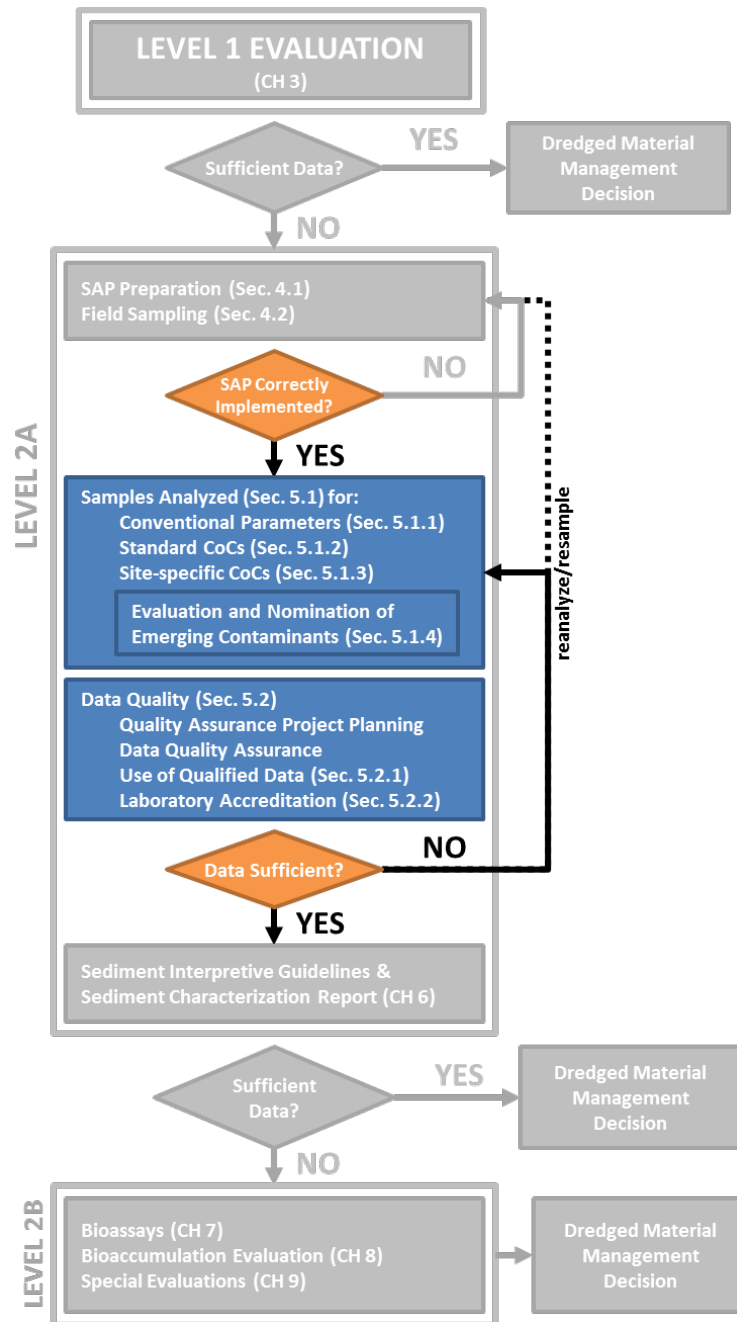 LEVEL 1 EVALUATION
(CH 3)
Sufficient Data?
YES
Dredged Material
Management
Decision
NO
LEVEL 2A
SAP Preparation (Sec. 4.1)
Field Sampling (Sec. 4.2)
SAP Correctly
Implemented?
NO
YES
Samples Analyzed (Sec. 5.1) for:
Conventional Parameters (Sec. 5.1.1)
Standard CoCs (Sec. 5.1.2)
Site-specific CoCs (Sec. 5.1.3)
Evaluation and Nomination of
Emerging Contaminants (Sec. 5.1.4)
reanalyze/resample
Data Quality (Sec. 5.2)
Quality Assurance Project Planning
Data Quality Assurance
Use of Qualified Data (Sec. 5.2.1)
Laboratory Accreditation (Sec. 5.2.2)
Data Sufficient?
NO
YES
Sediment Interpretive Guidelines &
Sediment Characterization Report (CH 6)
Sufficient
Data?
YES
Dredged Material
Management
Decision
NO
LEVEL 2B
Bioassays (CH 7)
Bioaccumulation Evaluation (CH 8)
Special Evaluations (CH 9)
Dredged Material
Management
Decision